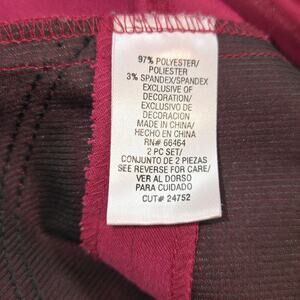 97% POLYESTER/
POLIESTER
3% SPANDEX/SPANDEX
EXCLUSIVE OF
DECORATION/
EXCLUSIVO DE
DECORACION
MADE IN CHINA/
HECHO EN CHINA
RN# 66464
2 PC SET/
CONJUNTO DE 2 PIEZAS
SEE REVERSE FOR CARE/
VER AL DORSO
PARA CUIDADO
CUT# 24752